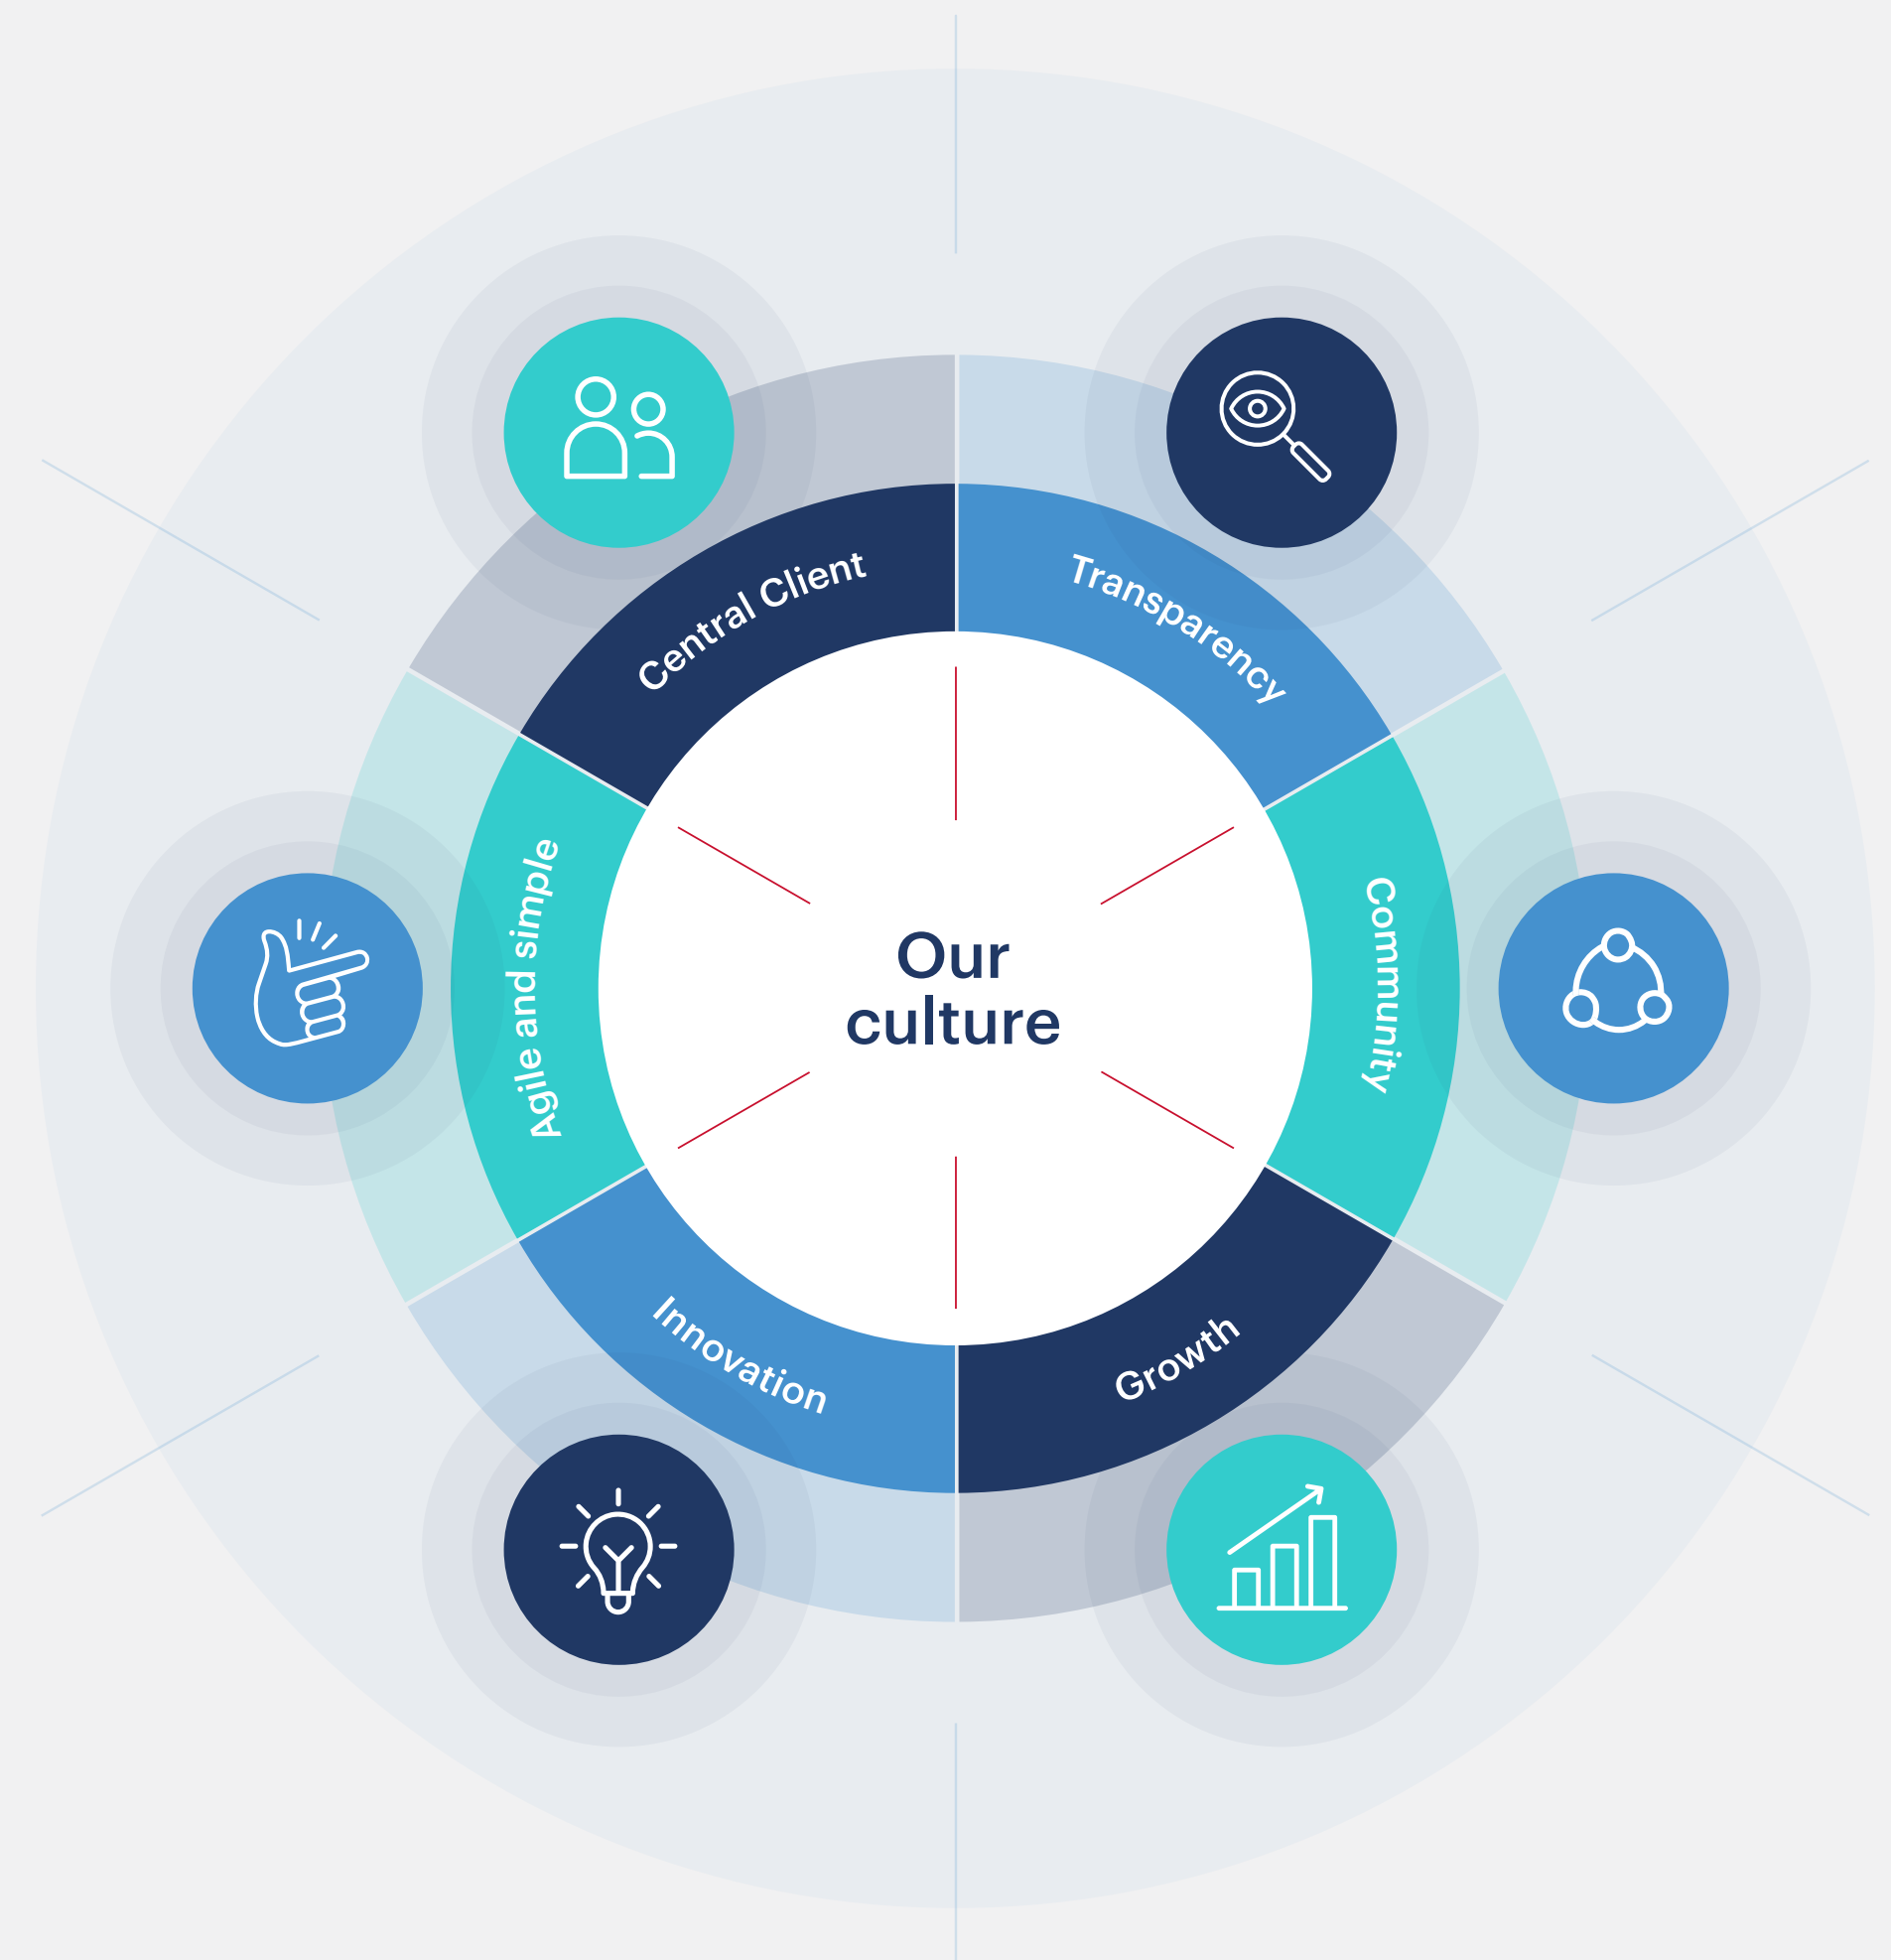 Central Client
Transparency
Community
Growth
Innovation
Agile and simple
Our
culture